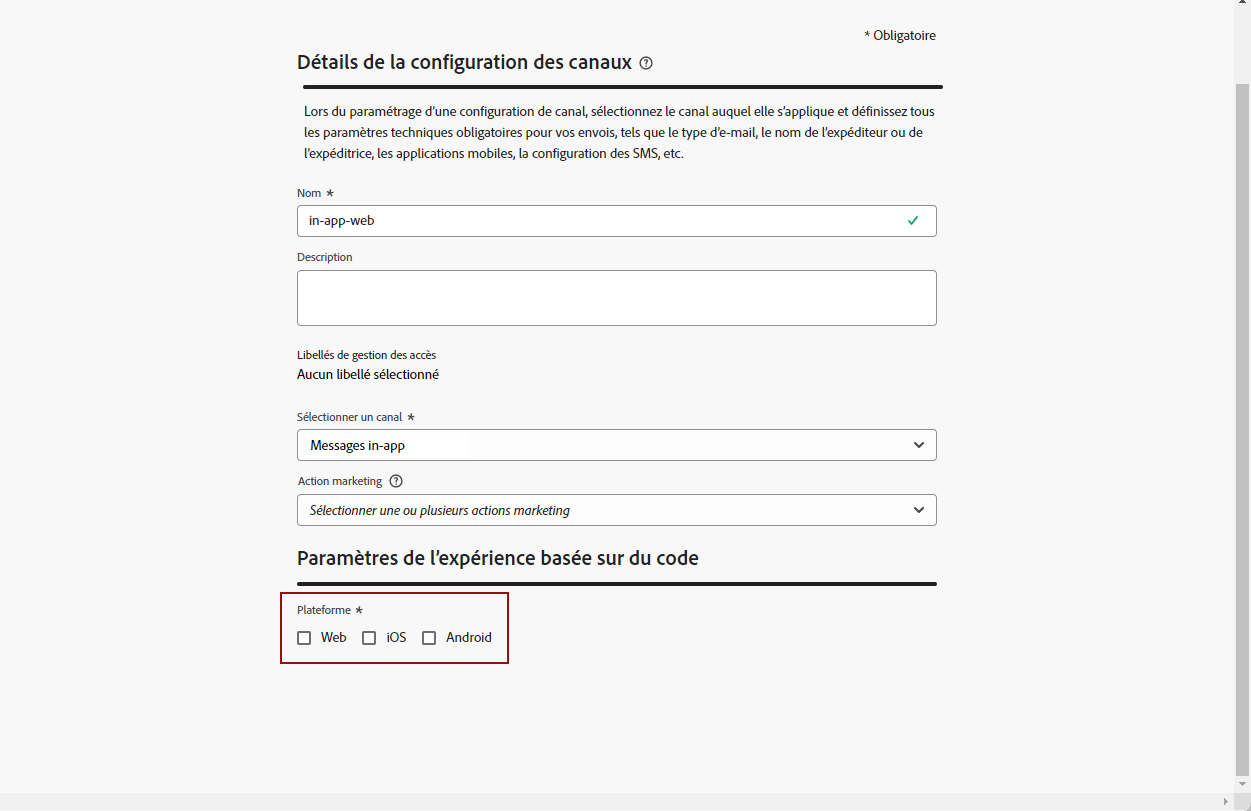 * Obligatoire
Détails de la configuration des canaux
Lors du paramétrage d’une configuration de canal, sélectionnez le canal auquel elle s’applique et définissez tous
les paramètres techniques obligatoires pour vos envois, tels que le type d’e-mail, le nom de l’expéditeur ou de
l’expéditrice, les applications mobiles, la configuration des SMS, etc.
Nom *
in-app-web
Description
Libellés de gestion des accès
Aucun libellé sélectionné
Sélectionner un canal *
Messages in-app
Action marketing
Sélectionner une ou plusieurs actions marketing
Paramètres de l’expérience basée sur du code
Plateforme *
Web iOS Android